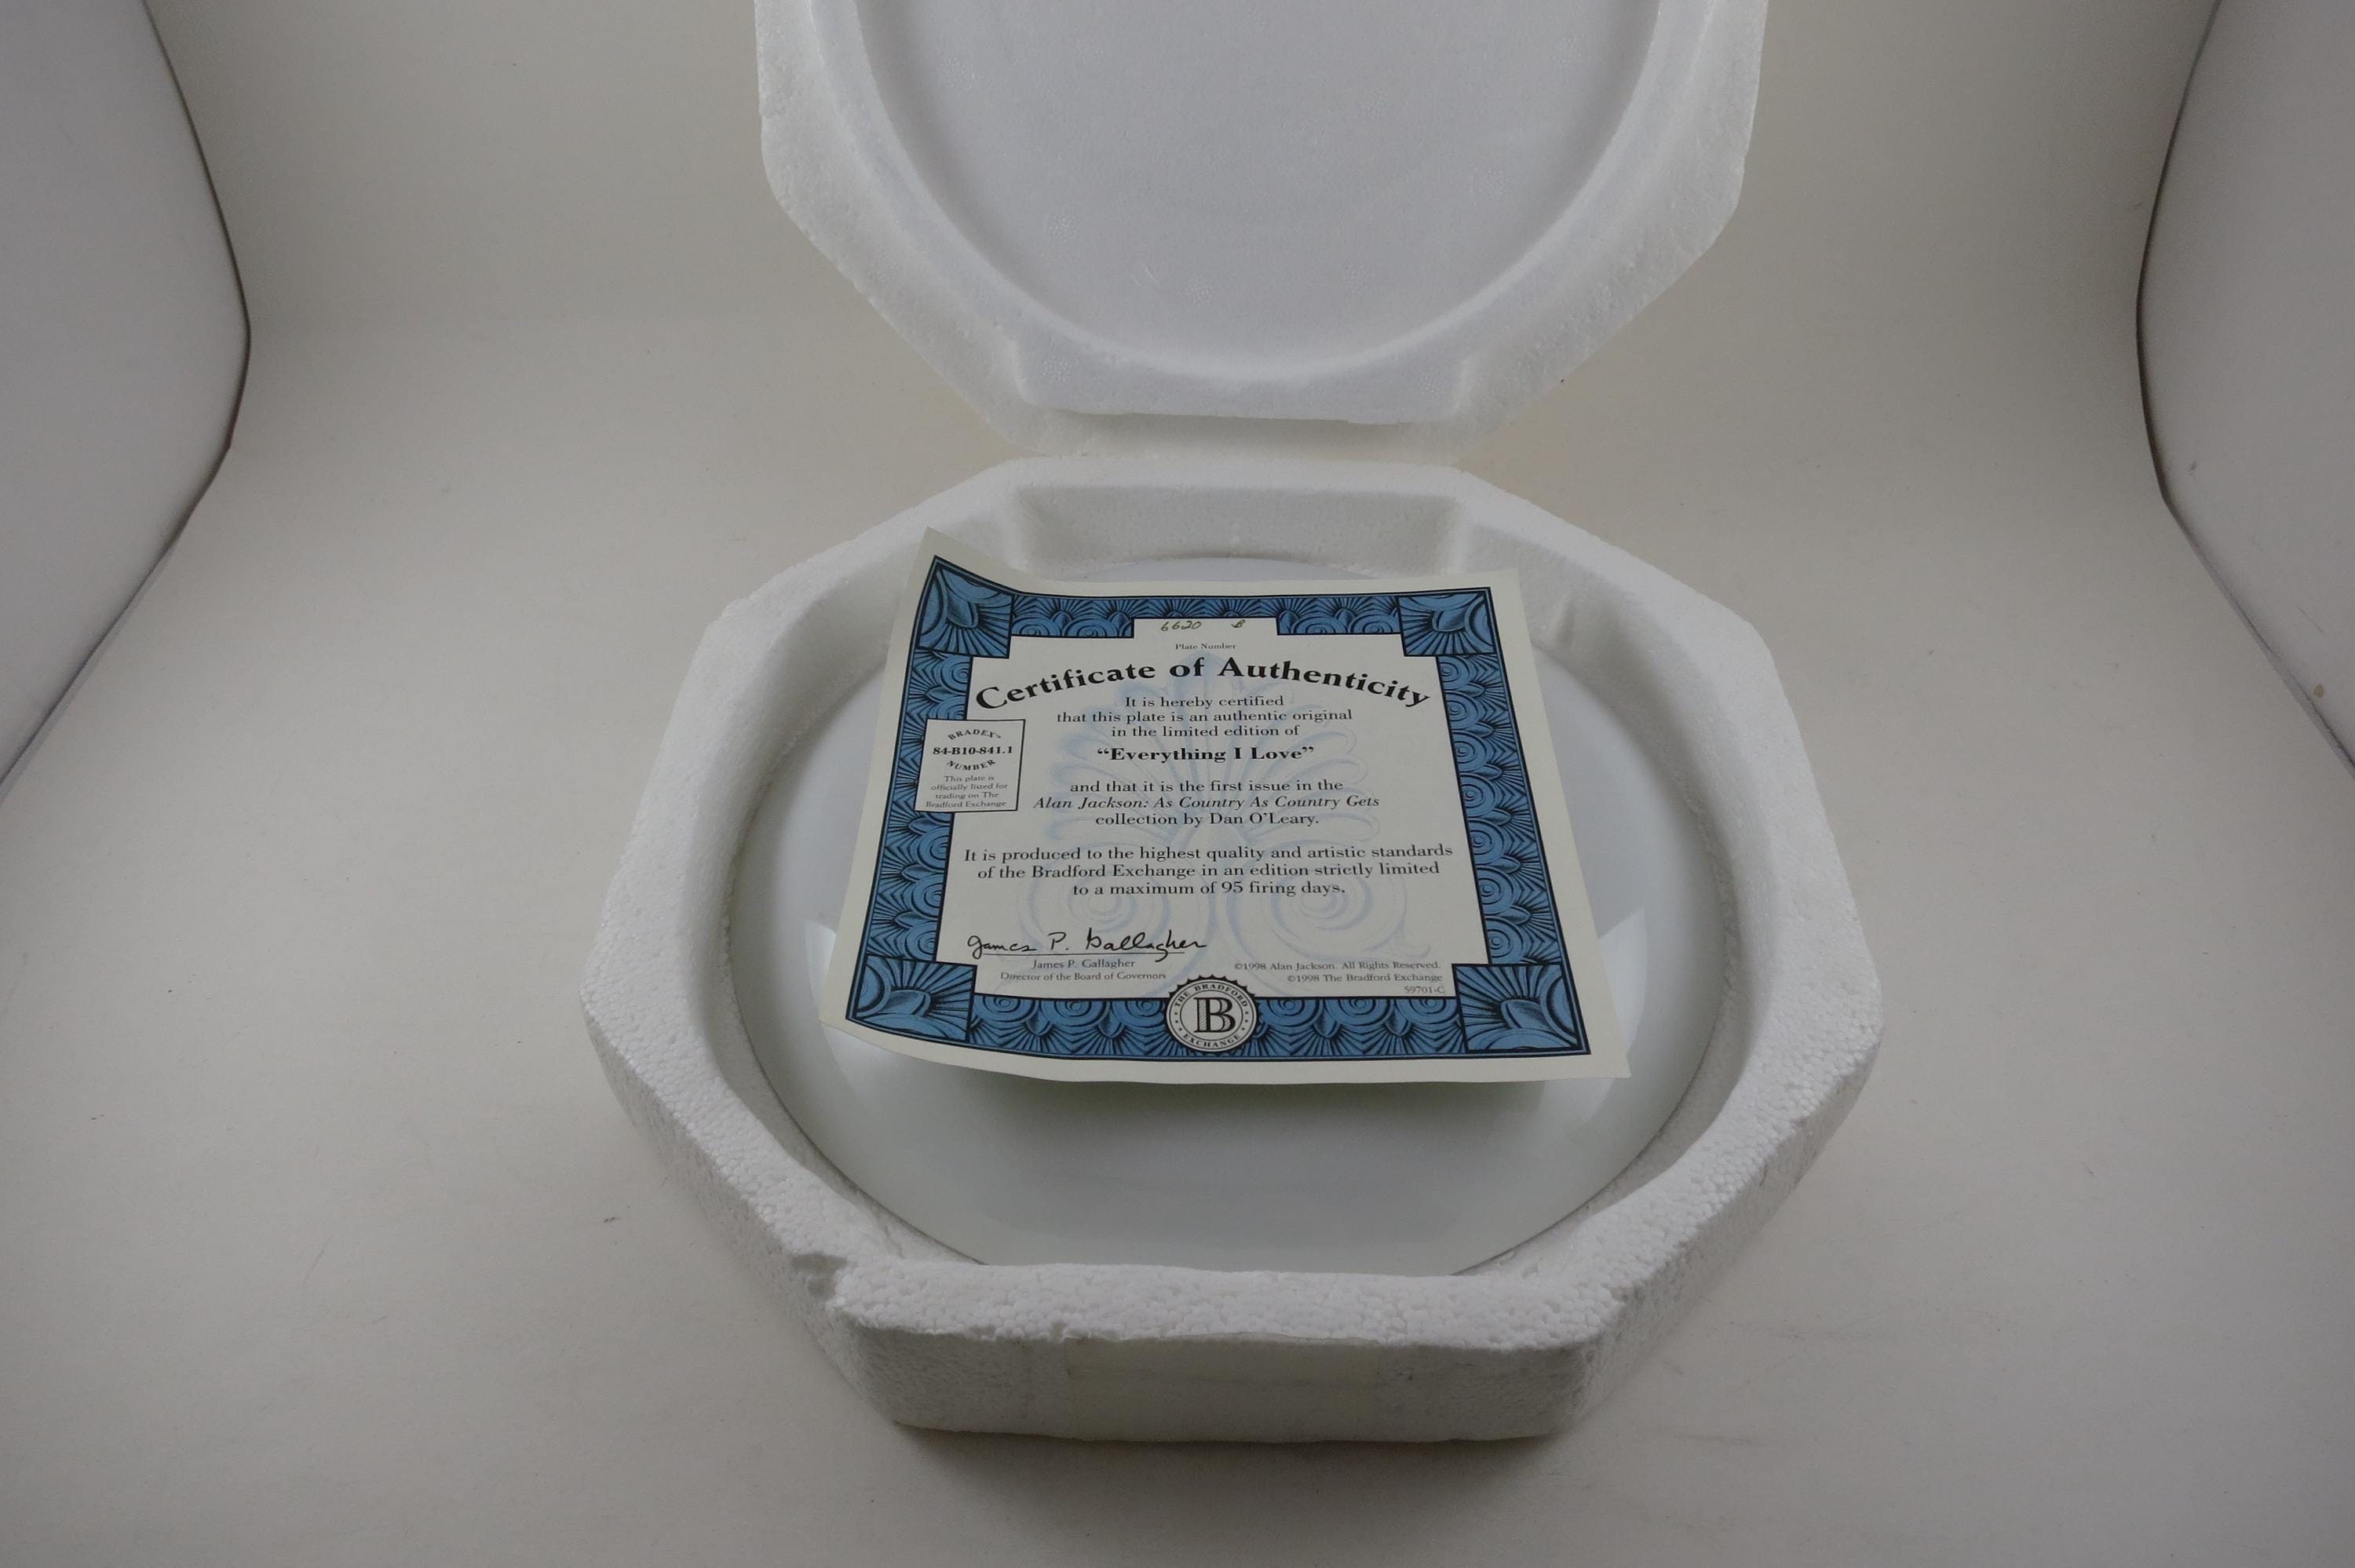 6620 B
Plate Number
Certificate of Authenticity
It is hereby certified
that this plate is an authentic original
in the limited edition of
“Everything I Love”
and that it is the first issue in the
Alan Jackson: As Country As Country Gets
collection by Dan O’Leary.
BRADEX™
84-B10-841.1
NUMBER
This plate is
officially listed for
trading on The
Bradford Exchange
It is produced to the highest quality and artistic standards
of the Bradford Exchange in an edition strictly limited
to a maximum of 95 firing days.
James P. Gallagher
James P. Gallagher
Director of the Board of Governors
©1998 Alan Jackson. All Rights Reserved.
©1998 The Bradford Exchange
59701-C
THE BRADFORD
B
EXCHANGE